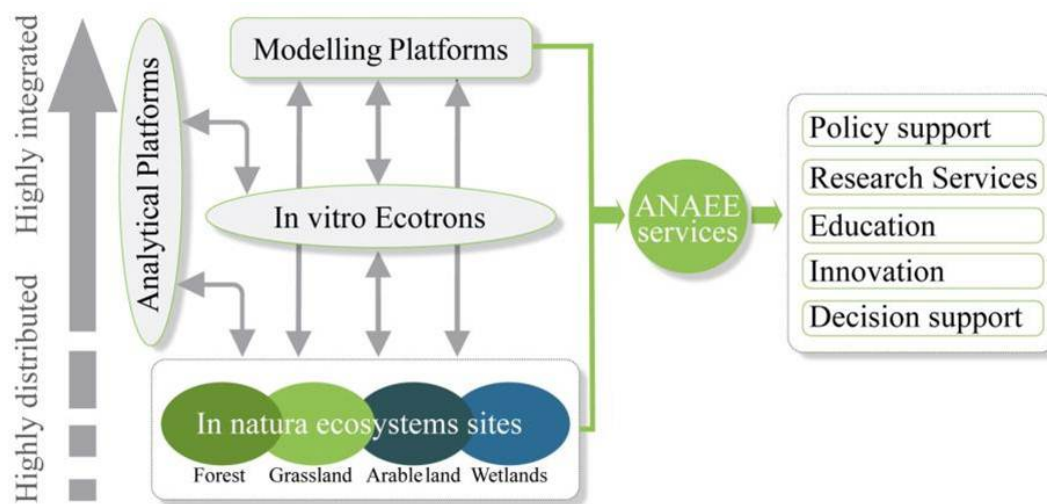 Highly integrated
Highly distributed
Analytical Platforms
Modelling Platforms
In vitro Ecotrons
In natura ecosystems sites
Forest
Grassland
Arable land
Wetlands
ANAEE
services
Policy support
Research Services
Education
Innovation
Decision support